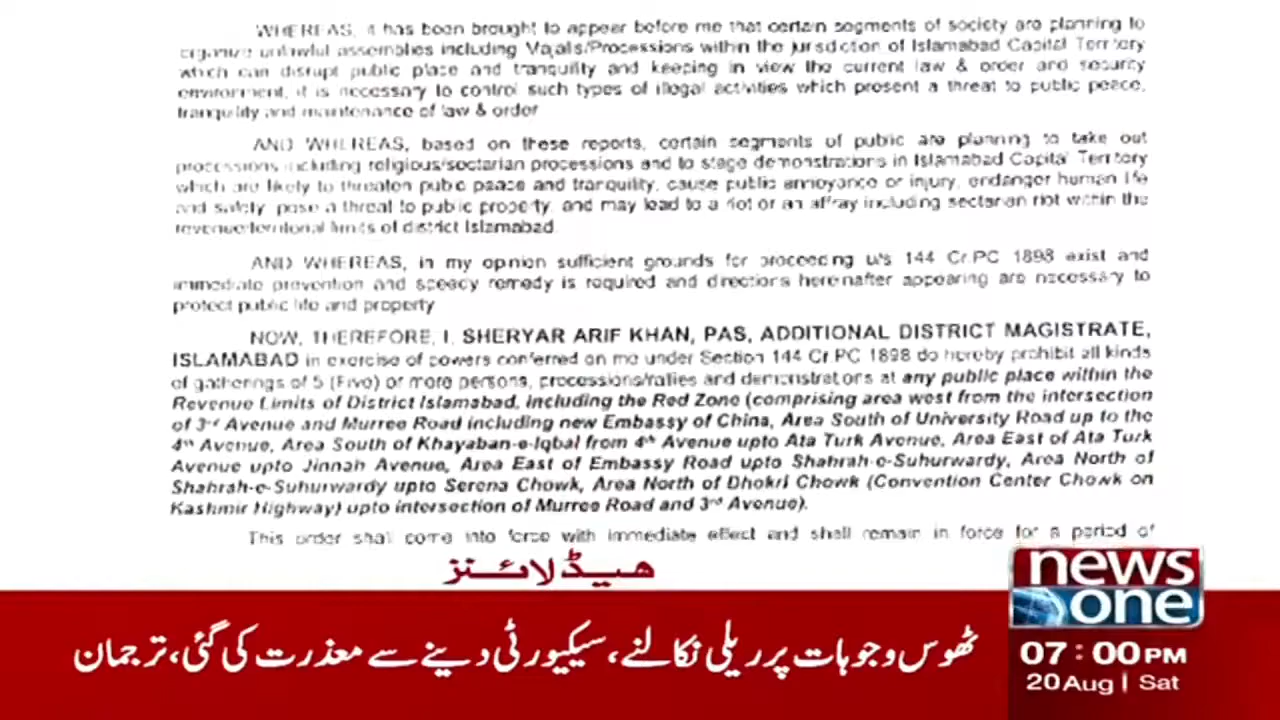 WHEREAS, it has been brought to appear before me that certain segments of society are planning to
organize unlawful assemblies including Majalis/Processions within the jurisdiction of Islamabad Capital Territory
which can disrupt public place and tranquility and keeping in view the current law & order and security
environment, it is necessary to control such types of illegal activities which present a threat to public peace,
tranquility and maintenance of law & order
AND WHEREAS, based on these reports, certain segments of public are planning to take out
processions including religious/sectarian processions and to stage demonstrations in Islamabad Capital Territory
which are likely to threaten public peace and tranquility, cause public annoyance or injury, endanger human life
and safety, pose a threat to public property, and may lead to a riot or an affray including sectarian riot within the
revenue/territorial limits of district Islamabad.
AND WHEREAS, in my opinion sufficient grounds for proceeding u/s 144 Cr.PC 1898 exist and
immediate prevention and speedy remedy is required and directions hereinafter appearing are necessary to
protect public life and property
NOW, THEREFORE, I, SHERYAR ARIF KHAN, PAS, ADDITIONAL DISTRICT MAGISTRATE,
ISLAMABAD in exercise of powers conferred on me under Section 144 Cr.PC 1898 do hereby prohibit all kinds
of gatherings of 5 (Five) or more persons, processions/rallies and demonstrations at any public place within the
Revenue Limits of District Islamabad, including the Red Zone (comprising area west from the intersection
of 3rd Avenue and Murree Road including new Embassy of China, Area South of University Road up to the
4th Avenue, Area South of Khayaban-e-Iqbal from 4th Avenue upto Ata Turk Avenue, Area East of Ata Turk
Avenue upto Jinnah Avenue, Area East of Embassy Road upto Shahrah-e-Suhurwardy, Area North of
Shahrah-e-Suhurwardy upto Serena Chowk, Area North of Dhokri Chowk (Convention Center Chowk on
Kashmir Highway) upto intersection of Murree Road and 3rd Avenue).
This order shall come into force with immediate effect and shall remain in force for a period of
ہیڈلائنز
news
one
ٹھوس وجوہات پر ریلی نکالنے، سیکیورٹی دینے سے معذرت کی گئی، ترجمان
07:00PM
20Aug | Sat